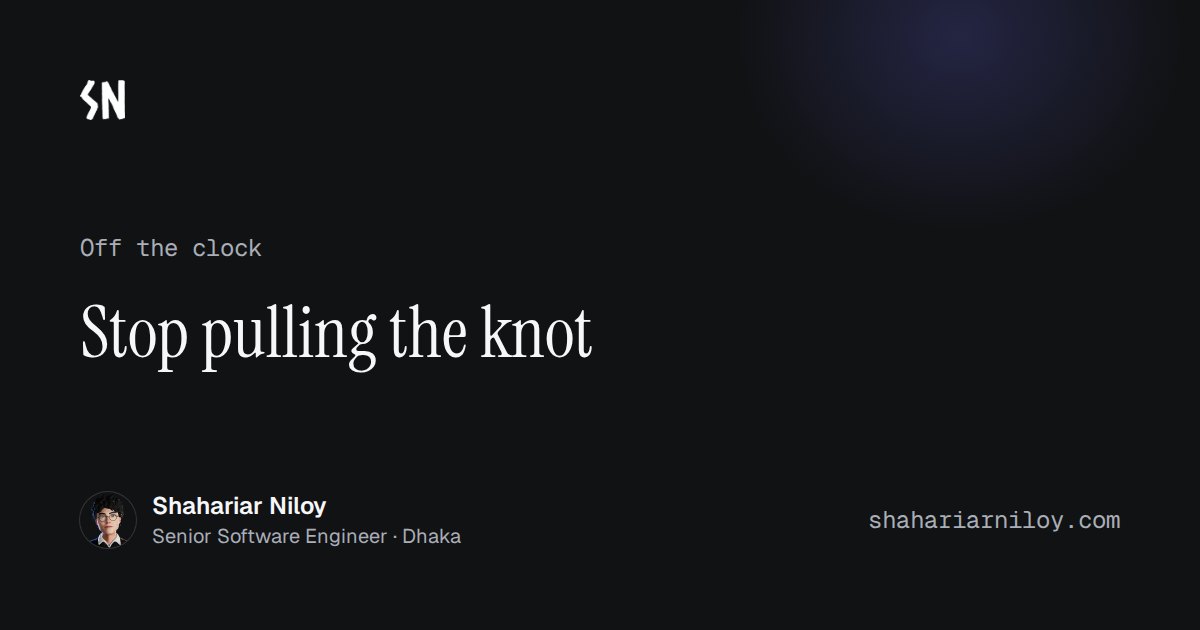 SN
Off the clock
Stop pulling the knot
Shahariar Niloy
Senior Software Engineer · Dhaka
shahariarniloy.com